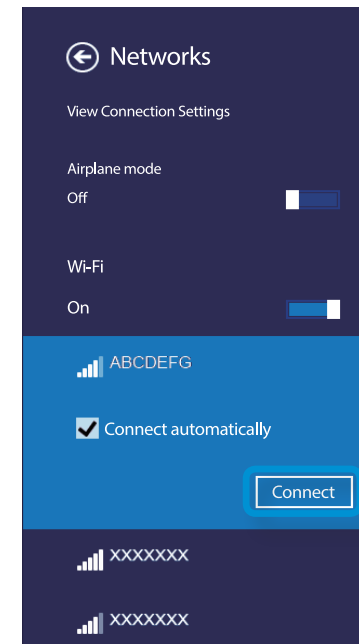 Networks
View Connection Settings
Airplane mode
Off
Wi-Fi
On
ABCDEFG
Connect automatically
Connect
XXXXXXX
XXXXXXX